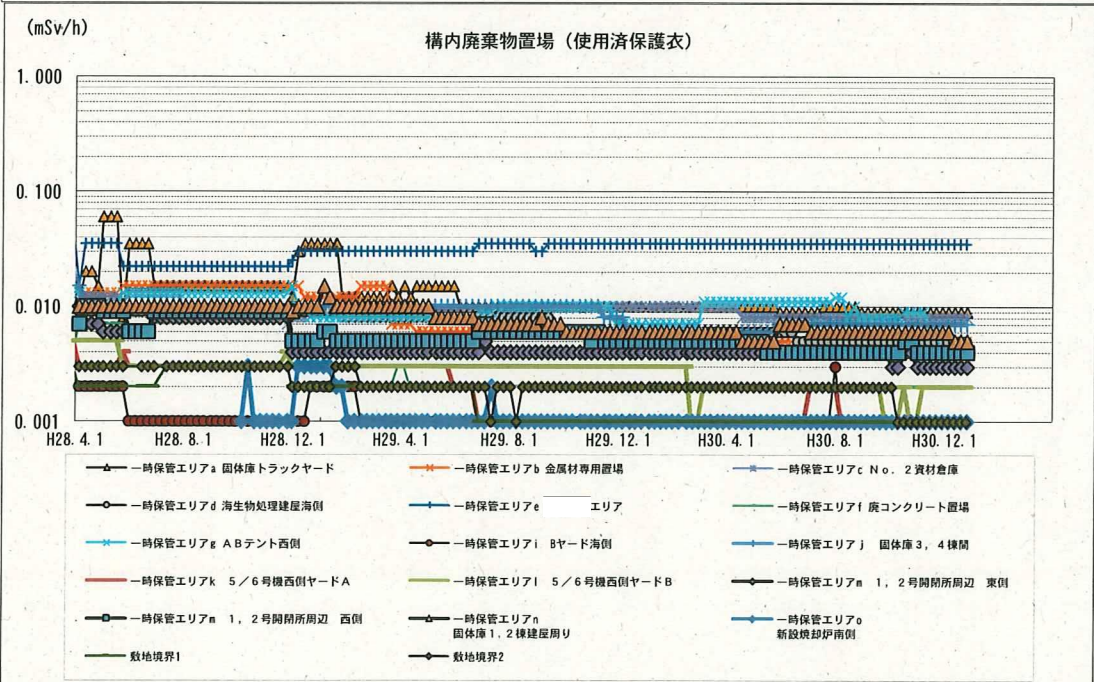 (mSv/h)
構内廃棄物置場（使用済保護衣）
1.000
0.100
0.010
0.001
H28.4.1 H28.8.1 H28.12.1 H29.4.1 H29.8.1 H29.12.1 H30.4.1 H30.8.1 H30.12.1
一時保管エリアa 固体庫トラックヤード
一時保管エリアb 金属材専用置場
一時保管エリアc No．2資材倉庫
一時保管エリアd 海生物処理建屋海側
一時保管エリアe エリア
一時保管エリアf 廃コンクリート置場
一時保管エリアg ABテント西側
一時保管エリアi Bヤード海側
一時保管エリアj 固体庫3，4棟間
一時保管エリアk 5／6号機西側ヤードA
一時保管エリアl 5／6号機西側ヤードB
一時保管エリアm 1，2号開閉所周辺 東側
一時保管エリアm 1，2号開閉所周辺 西側
一時保管エリアn
固体庫1,2棟建屋周り
一時保管エリアo
新設焼却炉南側
敷地境界1
敷地境界2